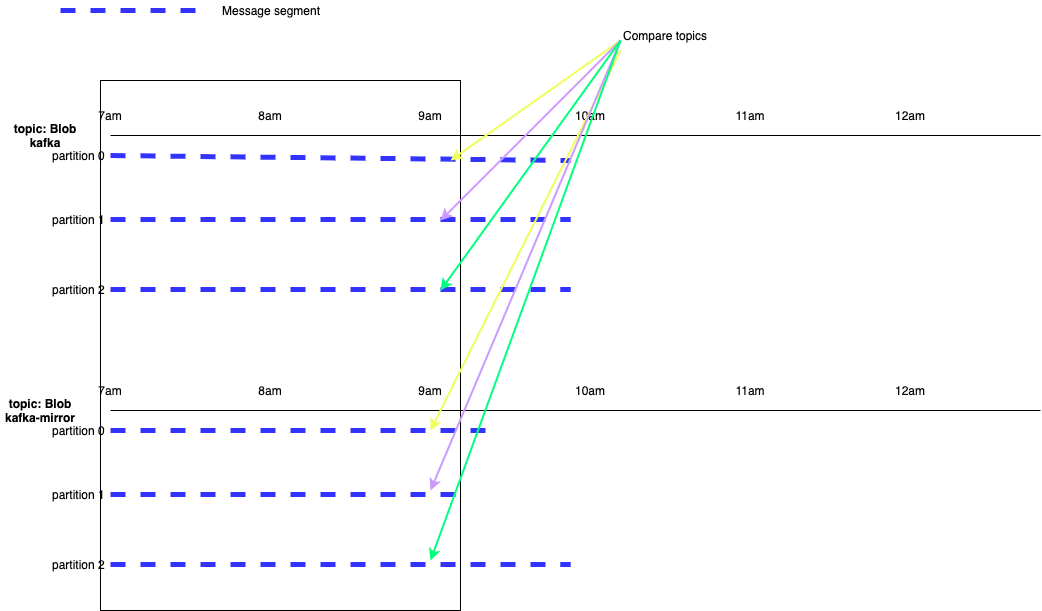 Message segment
Compare topics
7am 8am 9am 10am 11am 12am
topic: Blob
kafka
partition 0
partition 1
partition 2
7am 8am 9am 10am 11am 12am
topic: Blob
kafka-mirror
partition 0
partition 1
partition 2